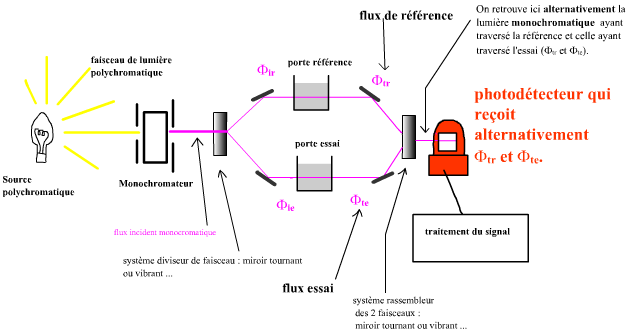 On retrouve ici alternativement la
lumière monochromatique ayant
traversé la référence et celle ayant
traversé l'essai (Φtr et Φte).
flux de référence
faisceau de lumière
polychromatique
Φir
porte référence
Φtr
photodétecteur qui
reçoit
alternativement
Φtr et Φte.
porte essai
Source
polychromatique
Monochromateur
Φie
Φte
flux incident monocromatique
traitement du signal
système diviseur de faisceau : miroir tournant
ou vibrant ...
flux essai
système rassembleur
des 2 faisceaux :
miroir tournant ou vibrant ...